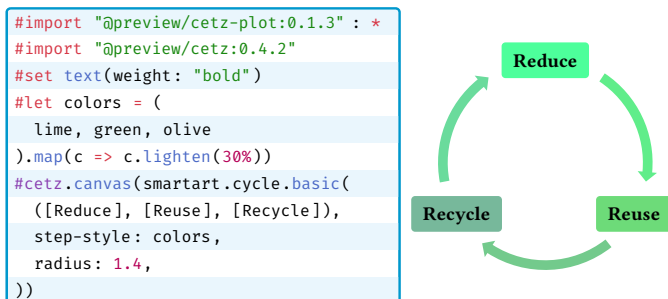 #import "@preview/cetz-plot:0.1.3" : *
#import "@preview/cetz:0.4.2"
#set text(weight: "bold")
#let colors = (
  lime, green, olive
).map(c => c.lighten(30%))
#cetz.canvas(smartart.cycle.basic(
  ([Reduce], [Reuse], [Recycle]),
  step-style: colors,
  radius: 1.4,
))
Reduce
Recycle
Reuse